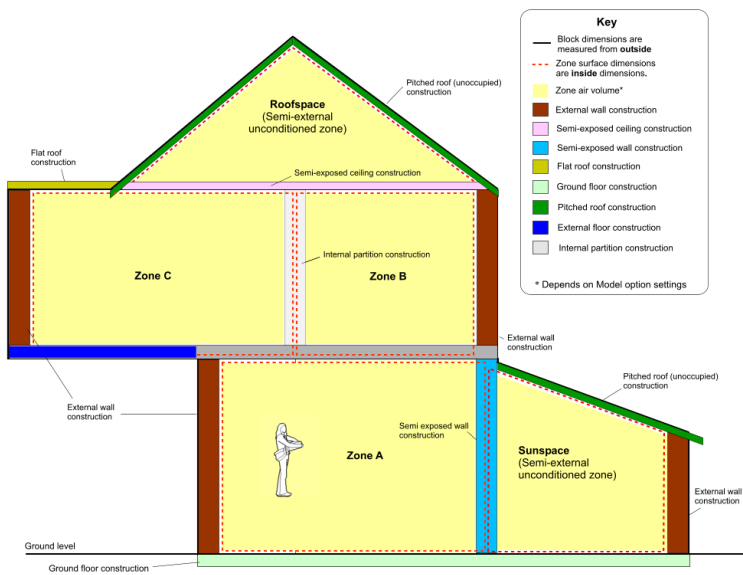 Key
Block dimensions are
measured from outside
Zone surface dimensions
are inside dimensions.
Zone air volume*
External wall construction
Semi-exposed ceiling construction
Semi-exposed wall construction
Flat roof construction
Ground floor construction
Pitched roof construction
External floor construction
Internal partition construction
* Depends on Model option settings
Pitched roof (unoccupied)
construction
Roofspace
(Semi-external
unconditioned zone)
Flat roof
construction
Semi-exposed ceiling construction
Internal partition construction
Zone C
Zone B
External wall
construction
Pitched roof (unoccupied)
construction
External wall
construction
Semi exposed wall
construction
Zone A
Sunspace
(Semi-external
unconditioned zone)
External wall
construction
Ground level
Ground floor construction